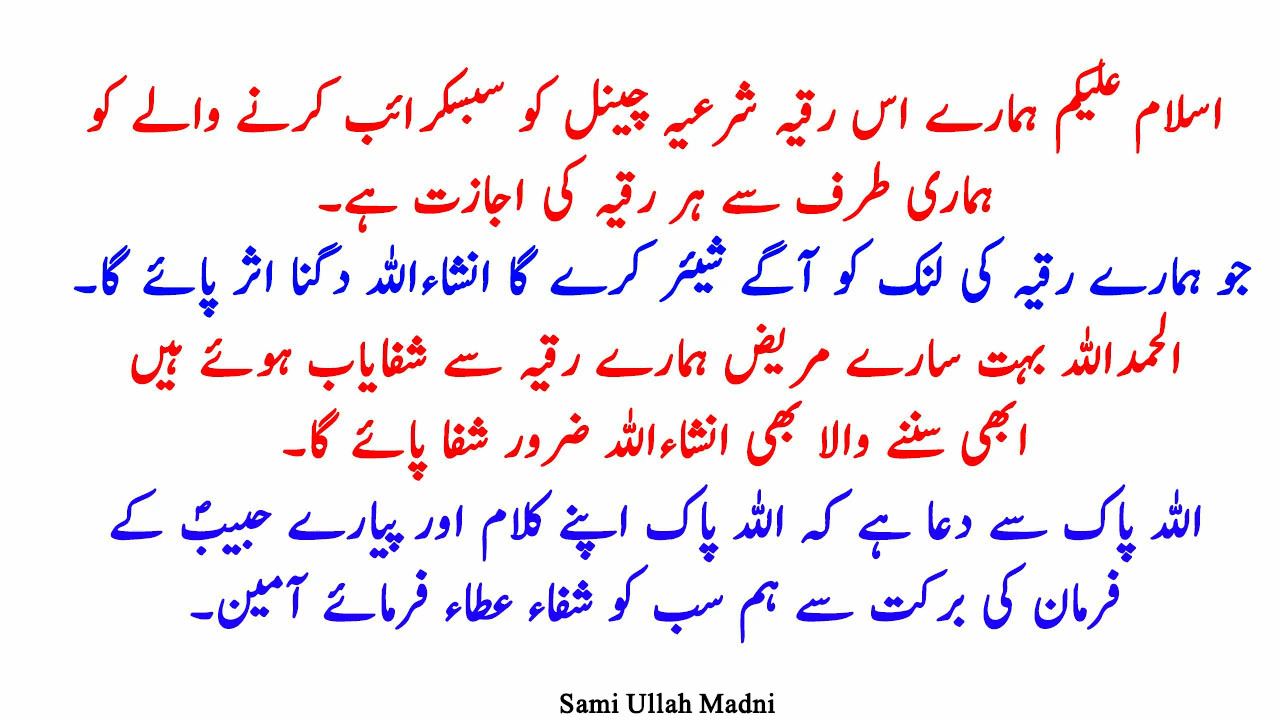 اسلام علیکم ہمارے اس رقیہ شرعیہ چینل کو سبسکرائب کرنے والے کو
ہماری طرف سے ہر رقیہ کی اجازت ہے۔
جو ہمارے رقیہ کی لنک کو آگے شیئر کرے گا انشاءاللہ دگنا اثر پائے گا۔
الحمداللہ بہت سارے مریض ہمارے رقیہ سے شفایاب ہوئے ہیں
ابھی سننے والا بھی انشاءاللہ ضرور شفا پائے گا۔
اللہ پاک سے دعا ہے کہ اللہ پاک اپنے کلام اور پیارے حبیبؐ کے
فرمان کی برکت سے ہم سب کو شفاء عطاء فرمائے آمین۔
Sami Ullah Madni